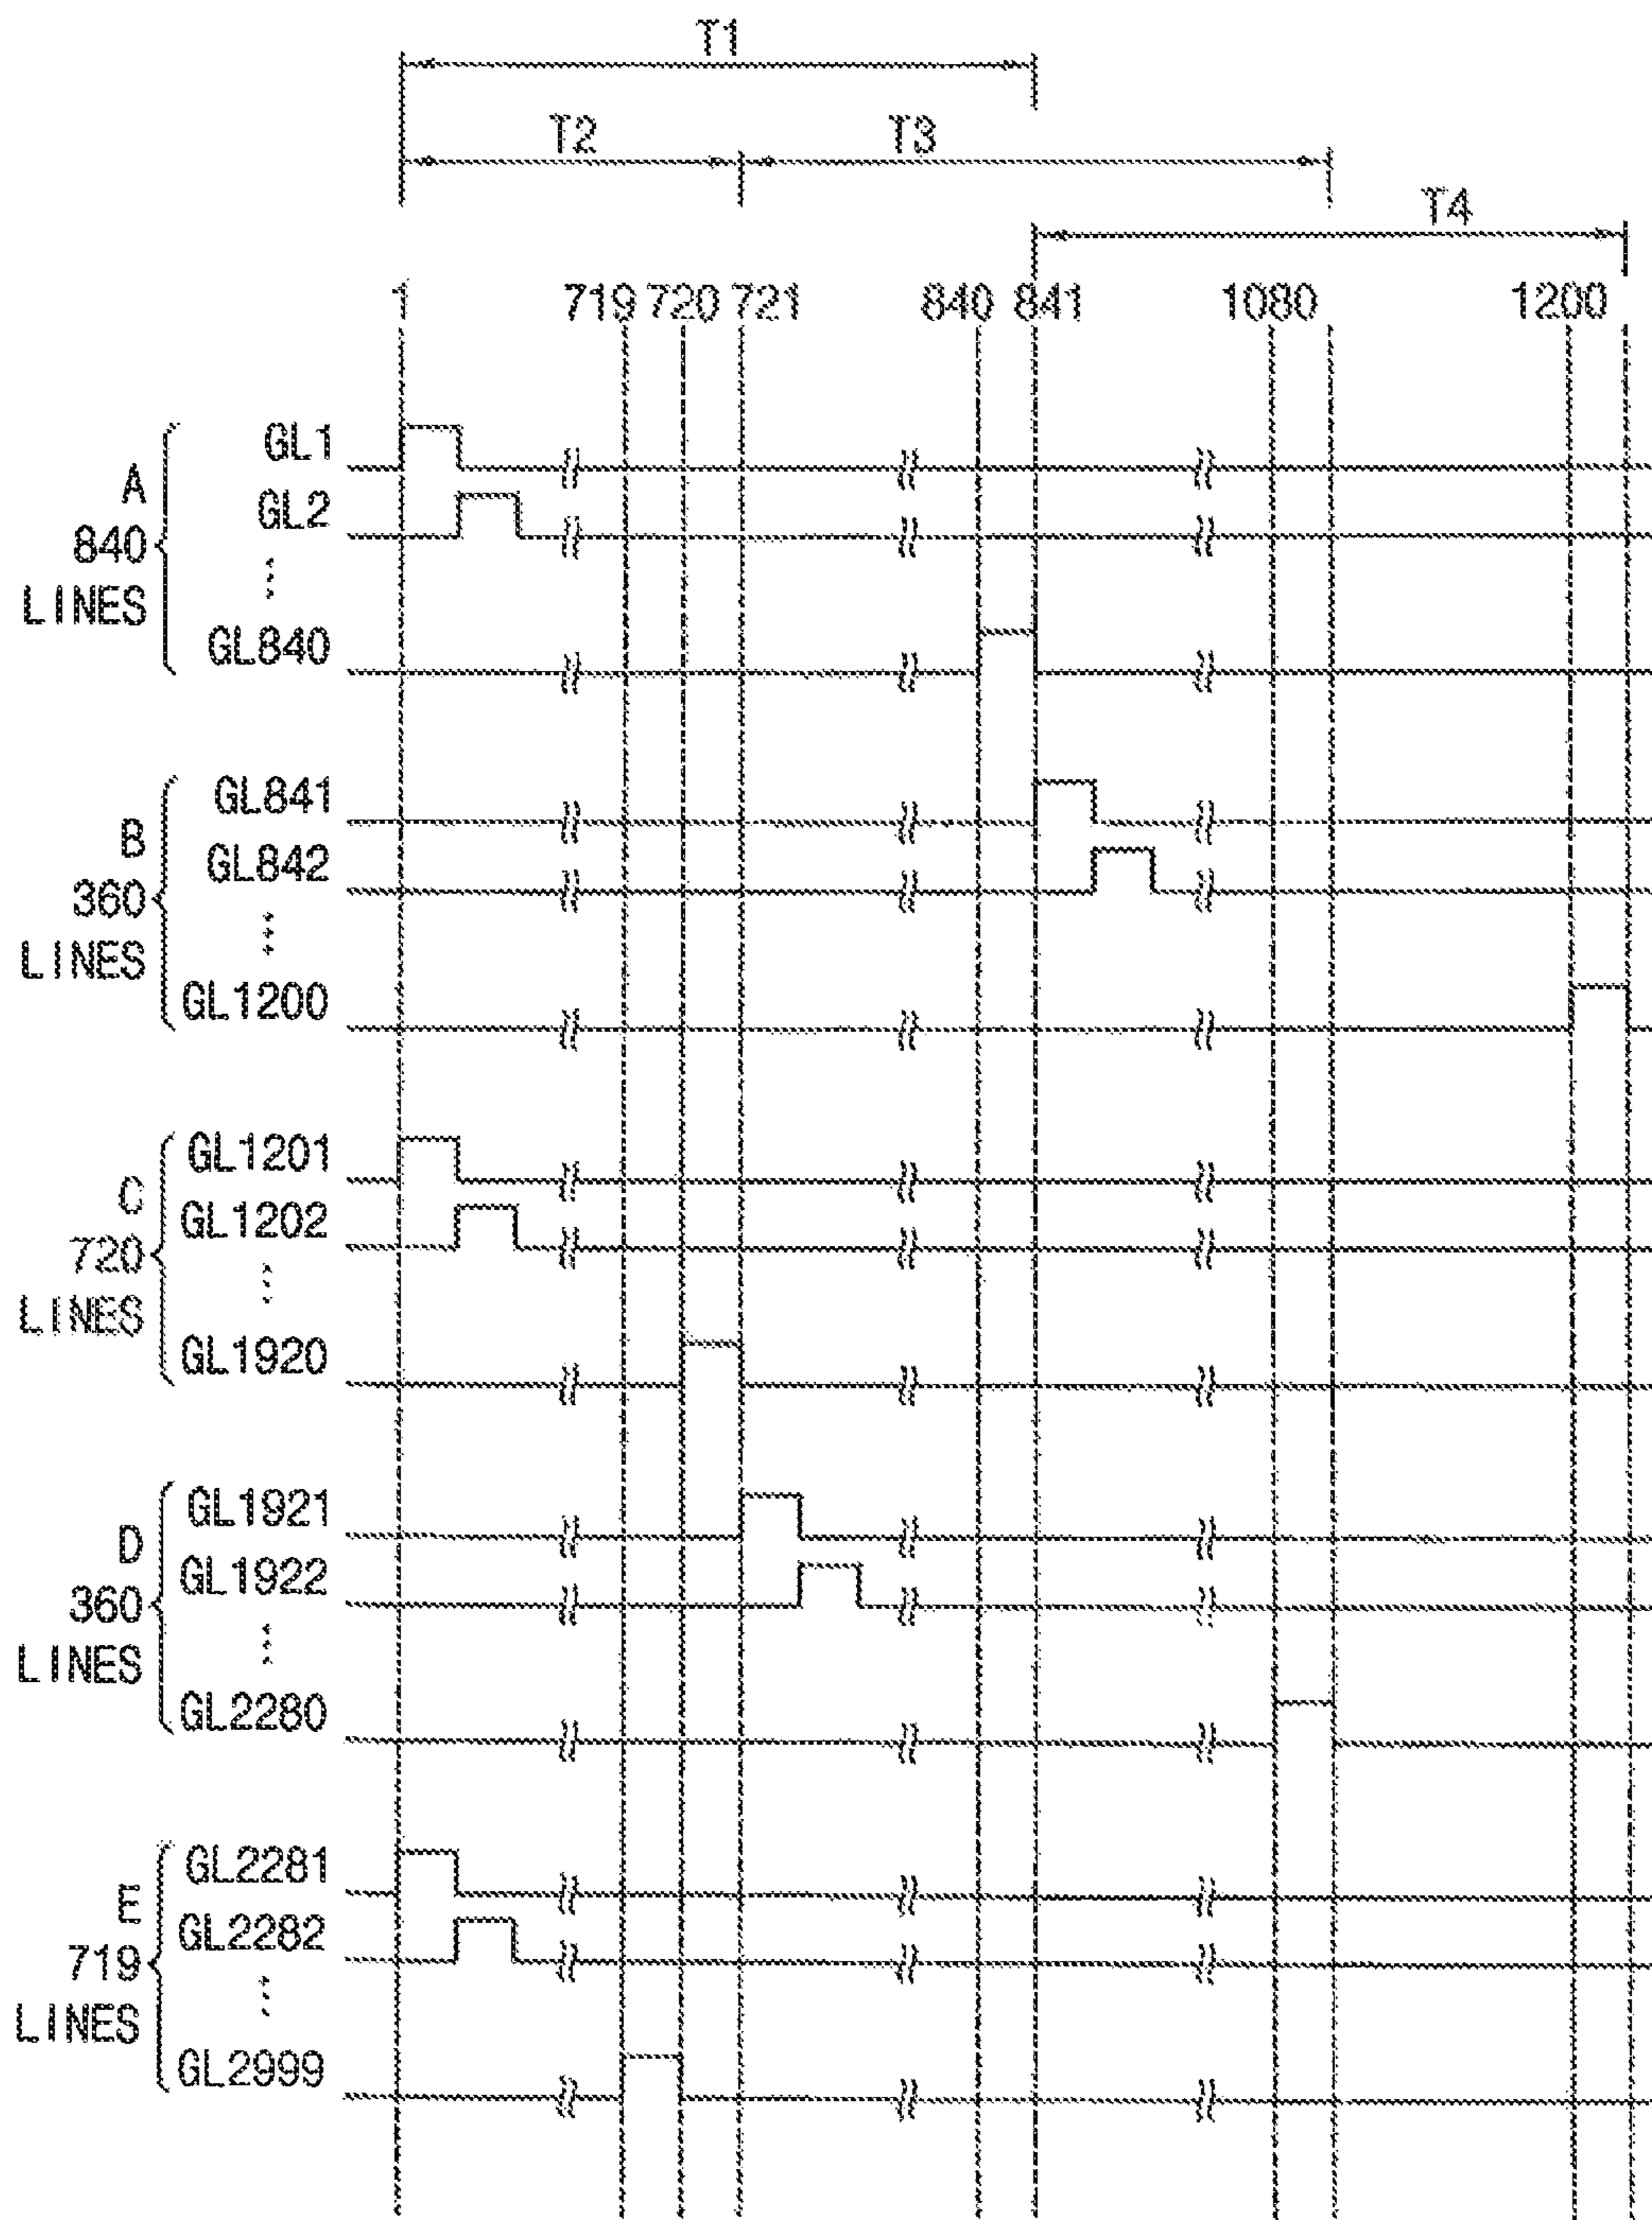 T1
T2 T3
T4
1 719 720 721 840 841 1080 1200
GL1
A
GL2
840
LINES
GL840
GL841
B
GL842
360
LINES
GL1200
GL1201
C
GL1202
720
LINES
GL1920
GL1921
D
GL1922
360
LINES
GL2280
GL2281
E
GL2282
719
LINES
GL2999